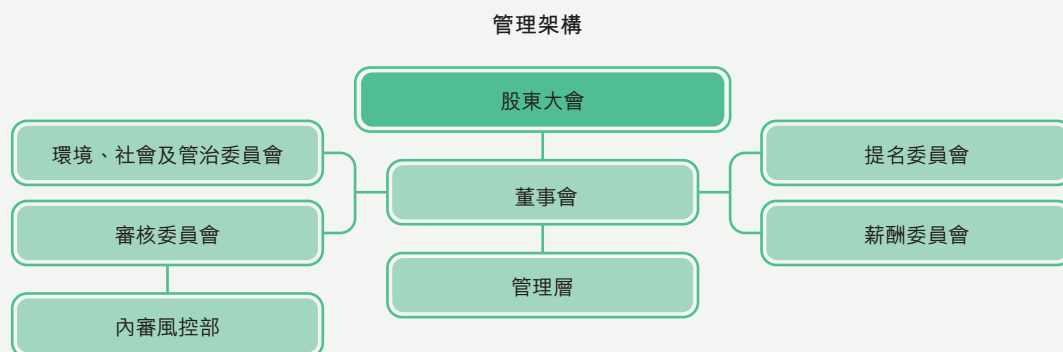 管理架構
股東大會
環境、社會及管治委員會
董事會
提名委員會
審核委員會
薪酬委員會
管理層
內審風控部